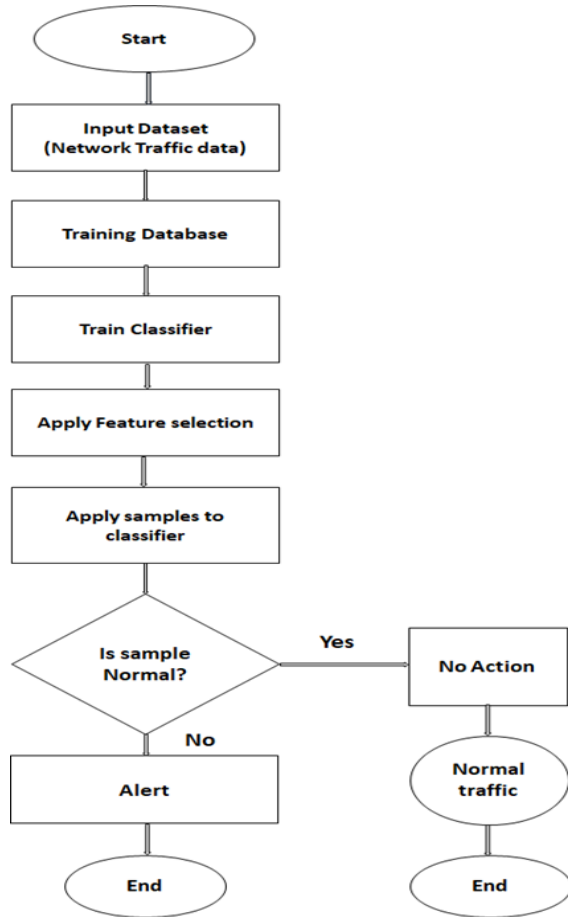 Start
Input Dataset
(Network Traffic data)
Training Database
Train Classifier
Apply Feature selection
Apply samples to
classifier
Is sample
Normal?
Yes
No Action
No
Normal
traffic
Alert
End
End